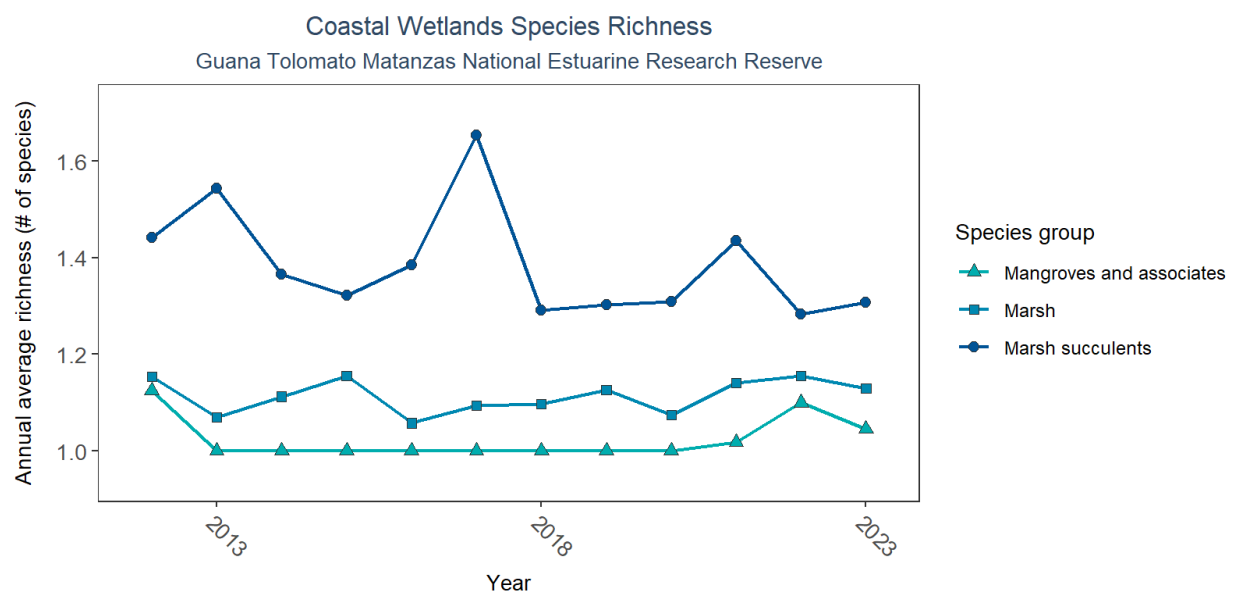 Coastal Wetlands Species Richness
Guana Tolomato Matanzas National Estuarine Research Reserve
Annual average richness (# of species)
1.6
1.4
1.2
1.0
2013
2018
2023
Year
Species group
Mangroves and associates
Marsh
Marsh succulents